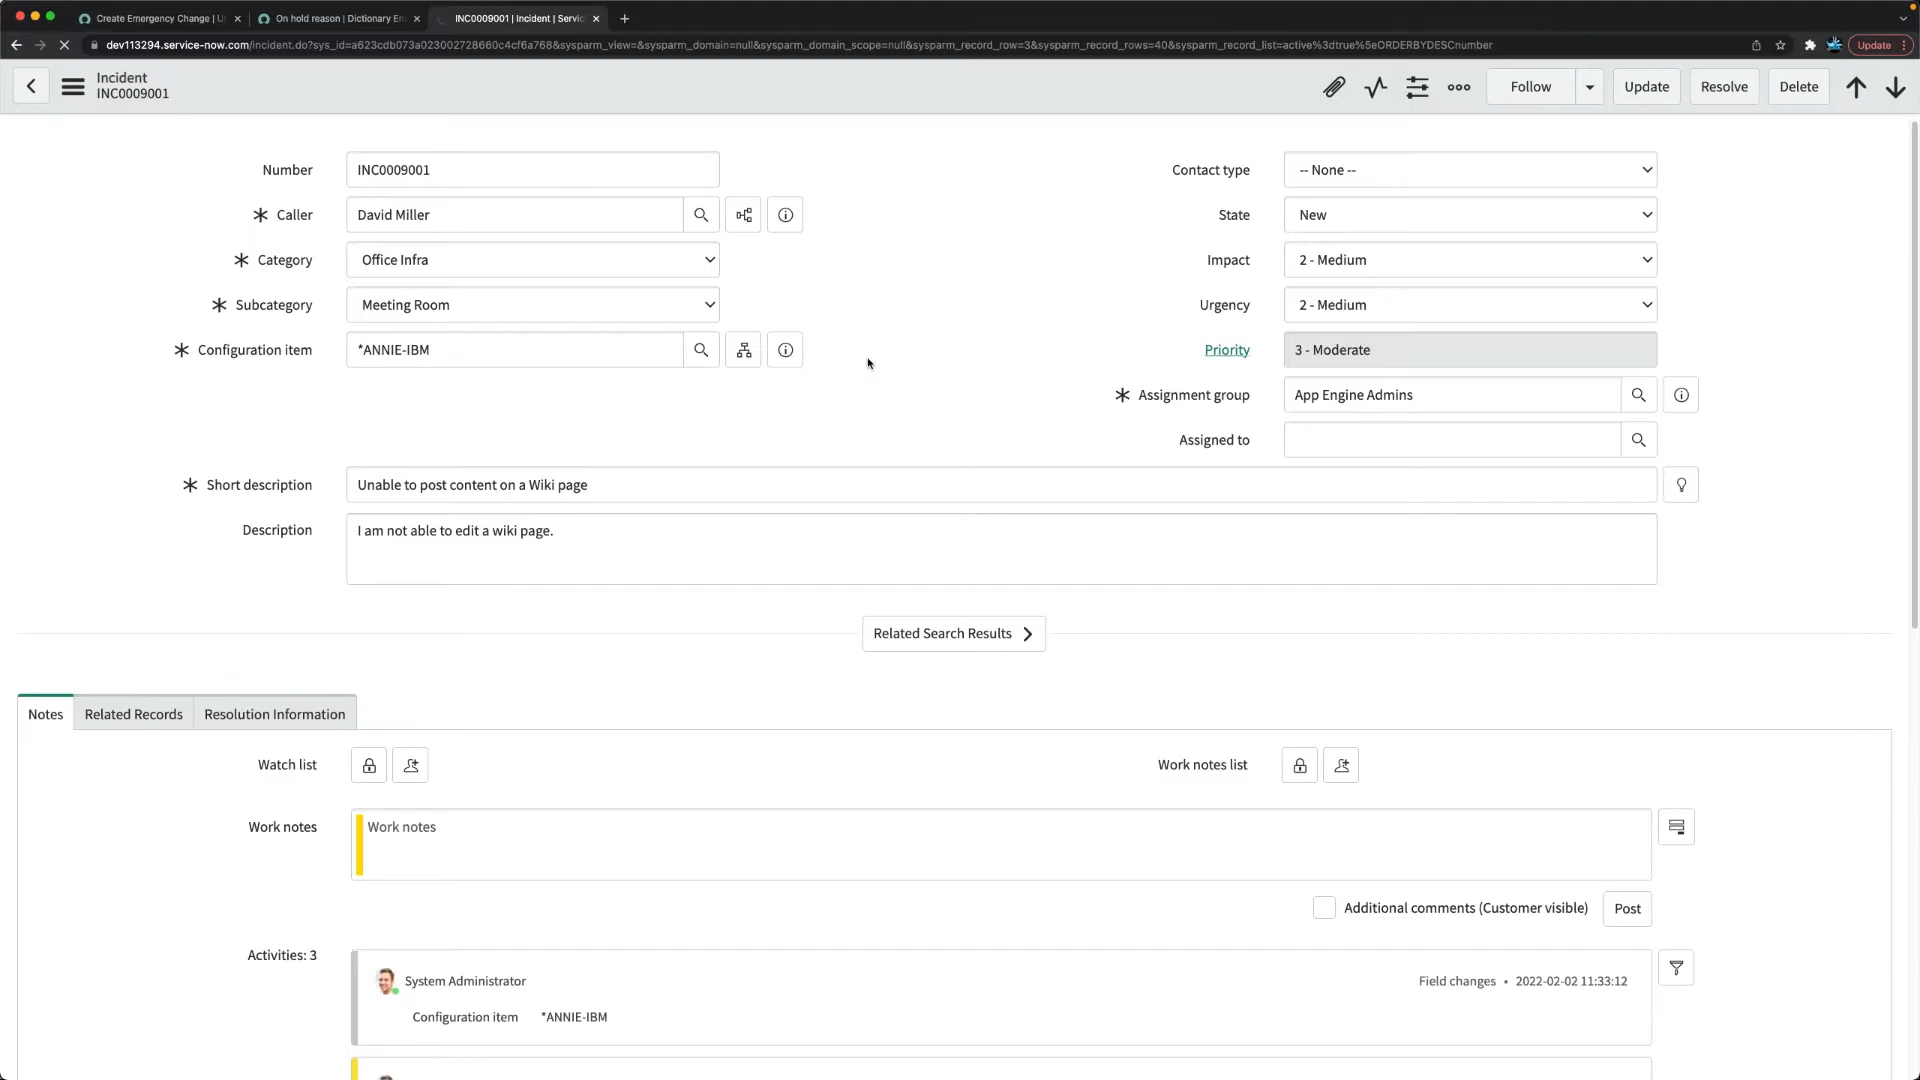 Create Emergency Change | U
On hold reason | Dictionary En
INC0009001 | Incident | Servic
dev113294.service-now.com/incident.do?sys_id=a623cdb073a023002728660c4cf6a768&sysparm_view=&sysparm_domain=null&sysparm_domain_scope=null&sysparm_record_row=3&sysparm_record_rows=40&sysparm_record_list=active%3dtrue%5eORDERBYDESCnumber
Update
Incident
INC0009001
Follow
Update
Resolve
Delete
Number
INC0009001
Contact type
-- None --
Caller
David Miller
State
New
Category
Office Infra
Impact
2 - Medium
Subcategory
Meeting Room
Urgency
2 - Medium
Configuration item
*ANNIE-IBM
Priority
3 - Moderate
Assignment group
App Engine Admins
Assigned to
Short description
Unable to post content on a Wiki page
Description
I am not able to edit a wiki page.
Related Search Results
Notes
Related Records
Resolution Information
Watch list
Work notes list
Work notes
Work notes
Additional comments (Customer visible)
Post
Activities: 3
System Administrator
Field changes • 2022-02-02 11:33:12
Configuration item
*ANNIE-IBM